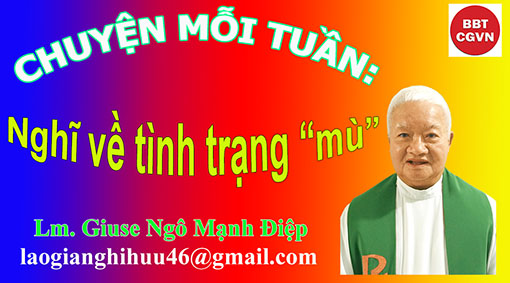 CHUYỆN MỖI TUẦN:
BBT
CGVN
Nghĩ về tình trạng “mù”
Lm. Giuse Ngô Mạnh Điệp
laogianghihuu46@gmail.com